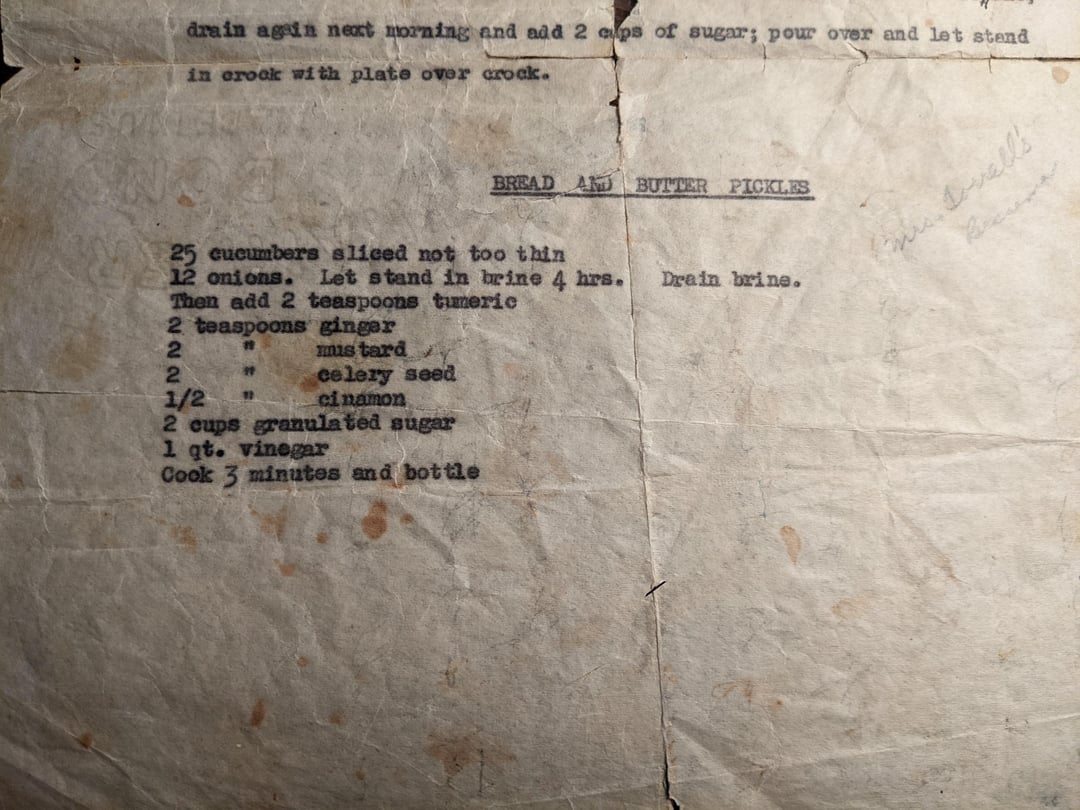 drain again next morning and add 2 cups of sugar; pour over and let stand
in crock with plate over crock.
BREAD AND BUTTER PICKLES
Mrs. Lovell's
25 cucumbers sliced not too thin
12 onions. Let stand in brine 4 hrs. Drain brine.
Then add 2 teaspoons tumeric
2 teaspoons ginger
2 " mustard
2 " celery seed
1/2 " cinamon
2 cups granulated sugar
1 qt. vinegar
Cook 3 minutes and bottle